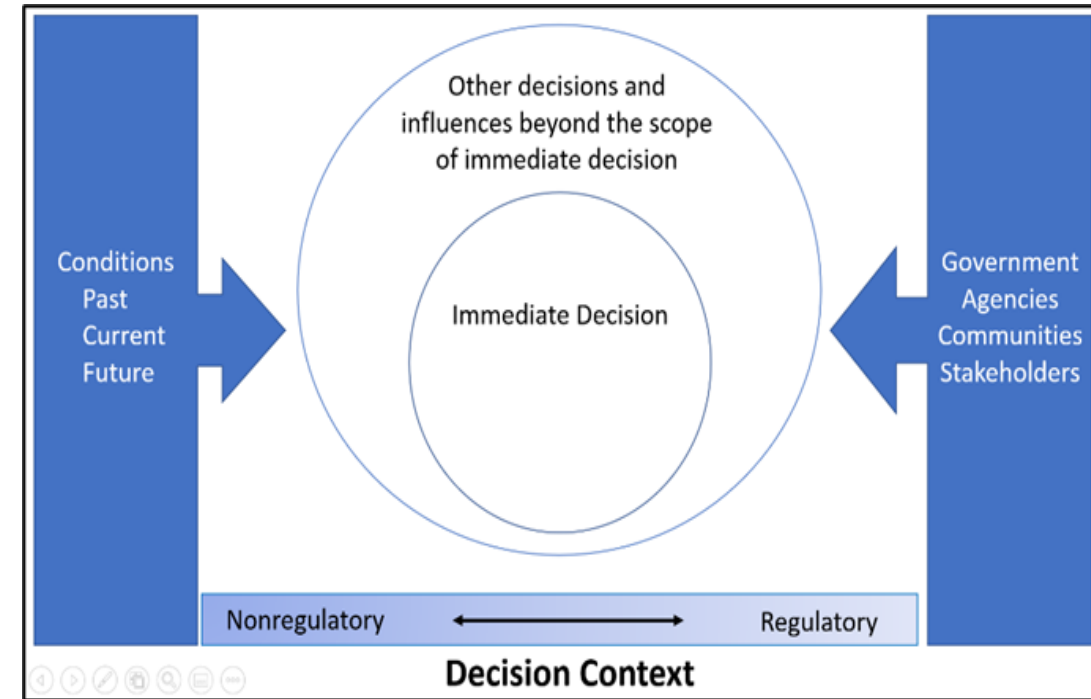 Other decisions and
influences beyond the scope
of immediate decision
Conditions
Past
Current
Future
Immediate Decision
Government
Agencies
Communities
Stakeholders
Nonregulatory
Regulatory
Decision Context